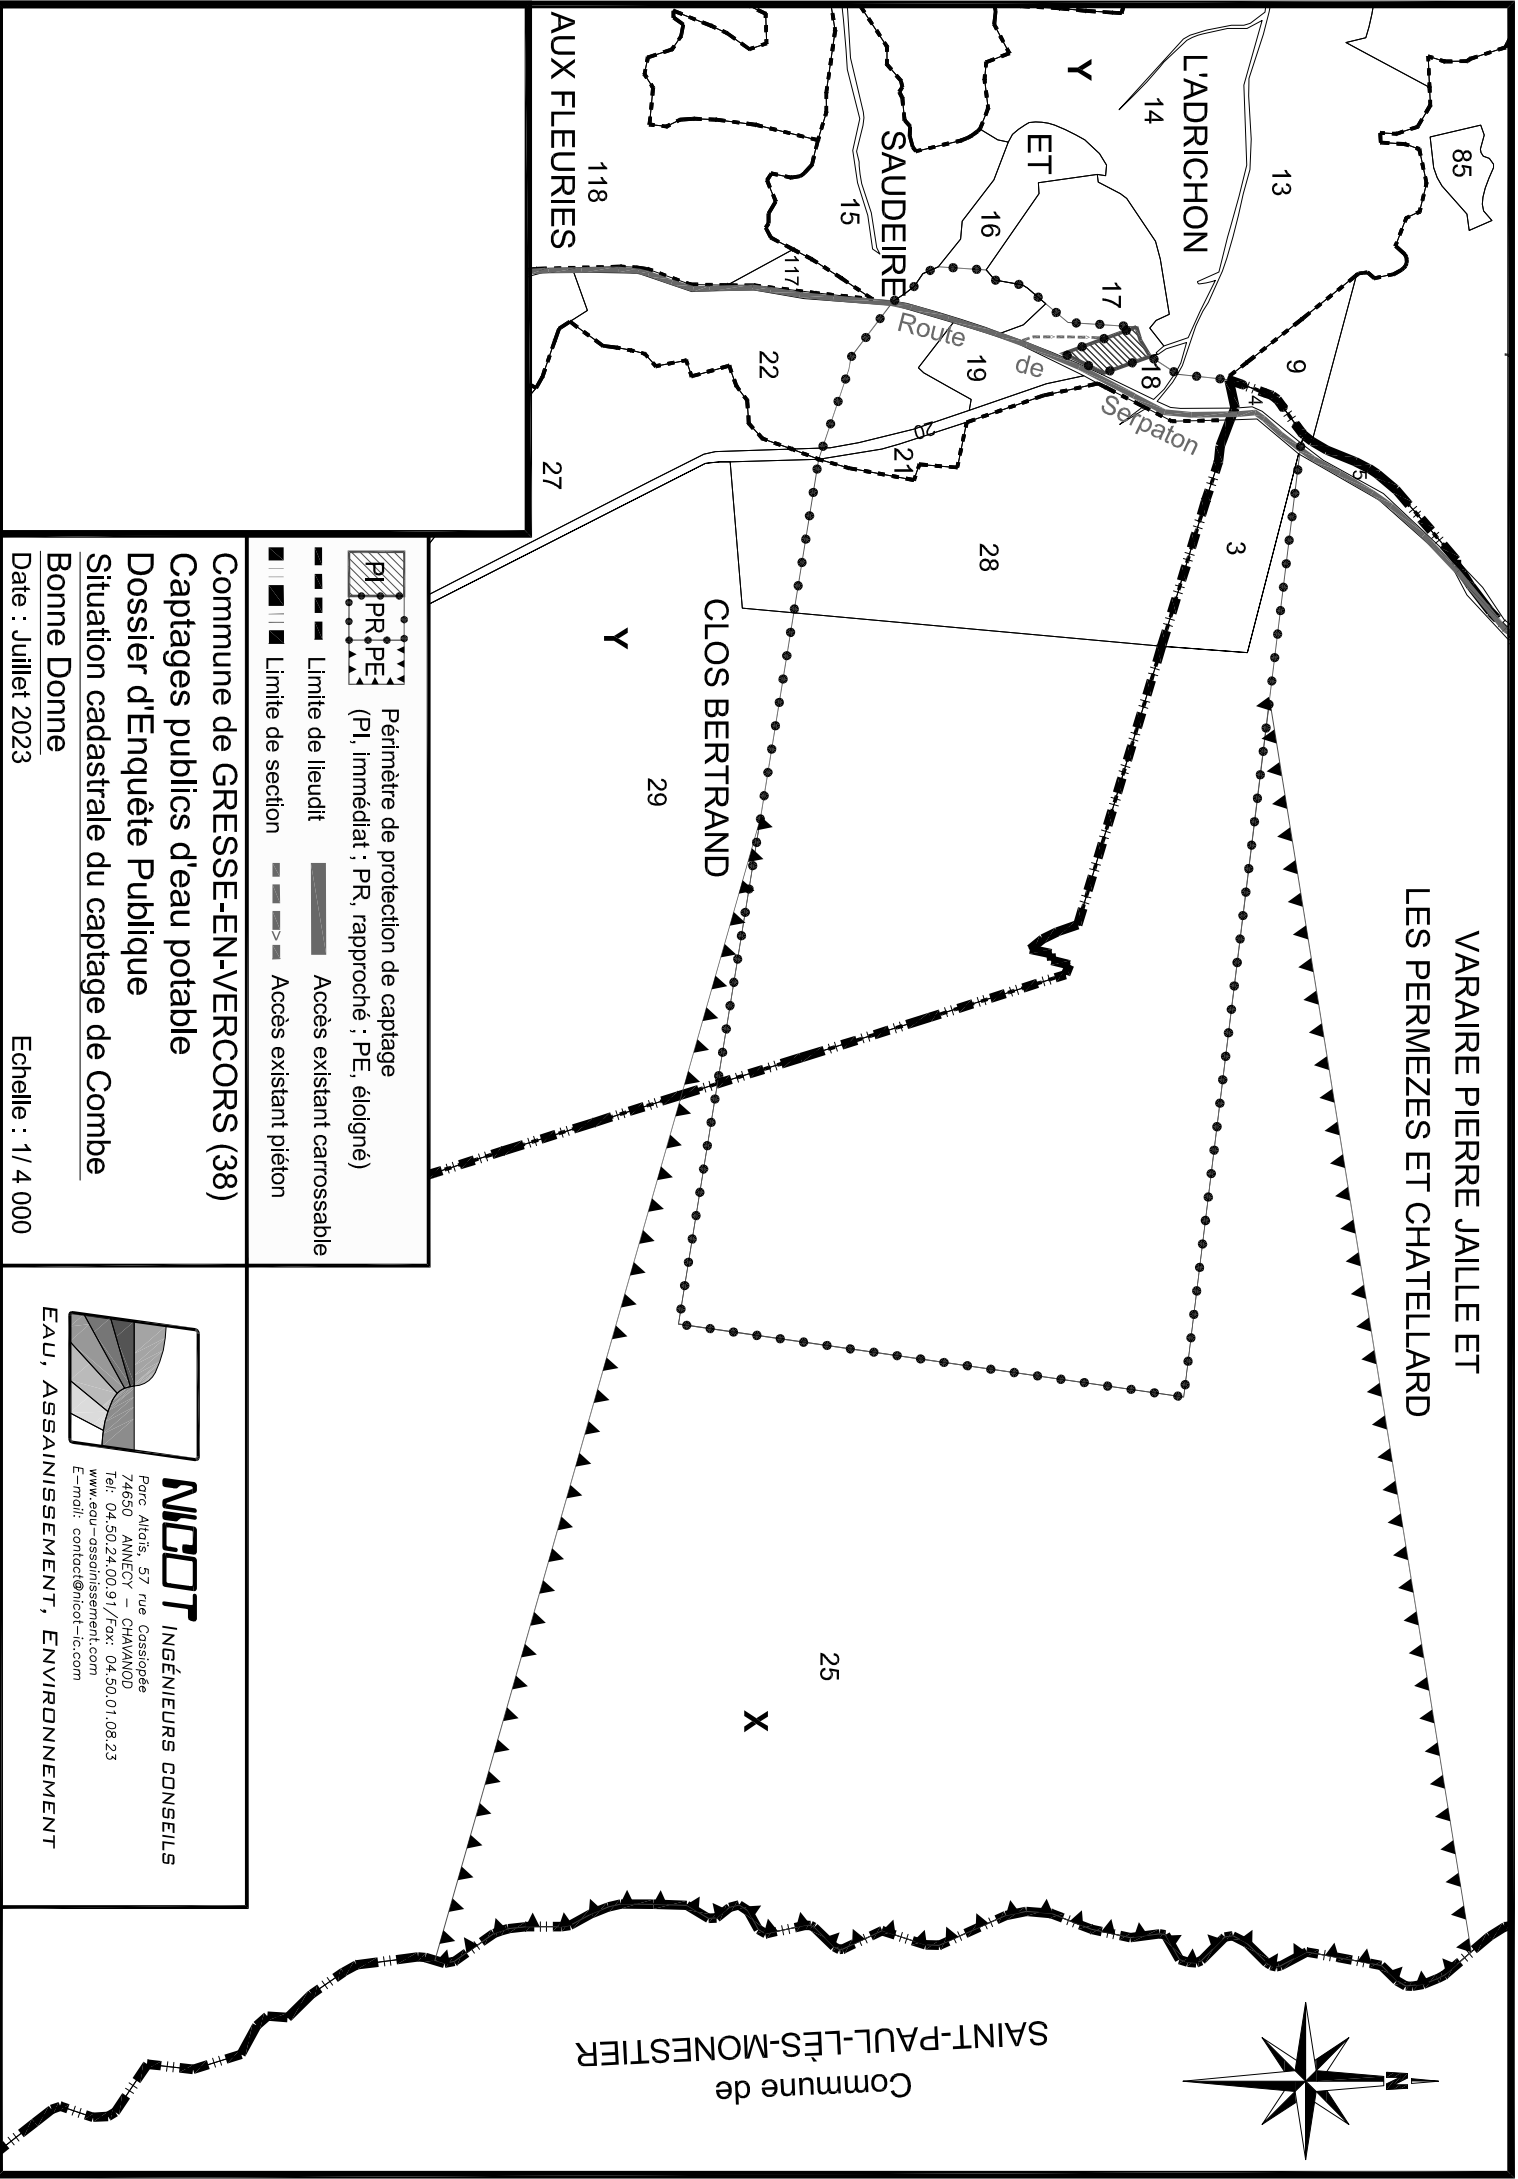 VARAIRE PIERRE JAILLE ET
LES PERMEZES ET CHATELLARD
85
13
9
L'ADRICHON
14
Y
ET
16
17
18
4
5
3
SAUDEIRE
15
Route
de
Serpaton
19
20
21
28
117
22
118
AUX FLEURIES
27
CLOS BERTRAND
Y
29
25
X
N
Commune de
SAINT-PAUL-LÈS-MONESTIER
PI
PR
PE
Périmètre de protection de captage
(PI, immédiat ; PR, rapproché ; PE, éloigné)
Limite de lieudit
Accès existant carrossable
Limite de section
Accès existant piéton
Commune de GRESSE-EN-VERCORS (38)
Captages publics d'eau potable
Dossier d'Enquête Publique
Situation cadastrale du captage de Combe
Bonne Donne
Date : Juillet 2023
Echelle : 1/ 4 000
NICOT INGÉNIEURS CONSEILS
Parc Altaïs, 57 rue Cassiopée
74650 ANNECY - CHAVANOD
Tel: 04.50.24.00.91/Fax: 04.50.01.08.23
www.eau-assainissement.com
E-mail: contact@nicot-ic.com
EAU, ASSAINISSEMENT, ENVIRONNEMENT